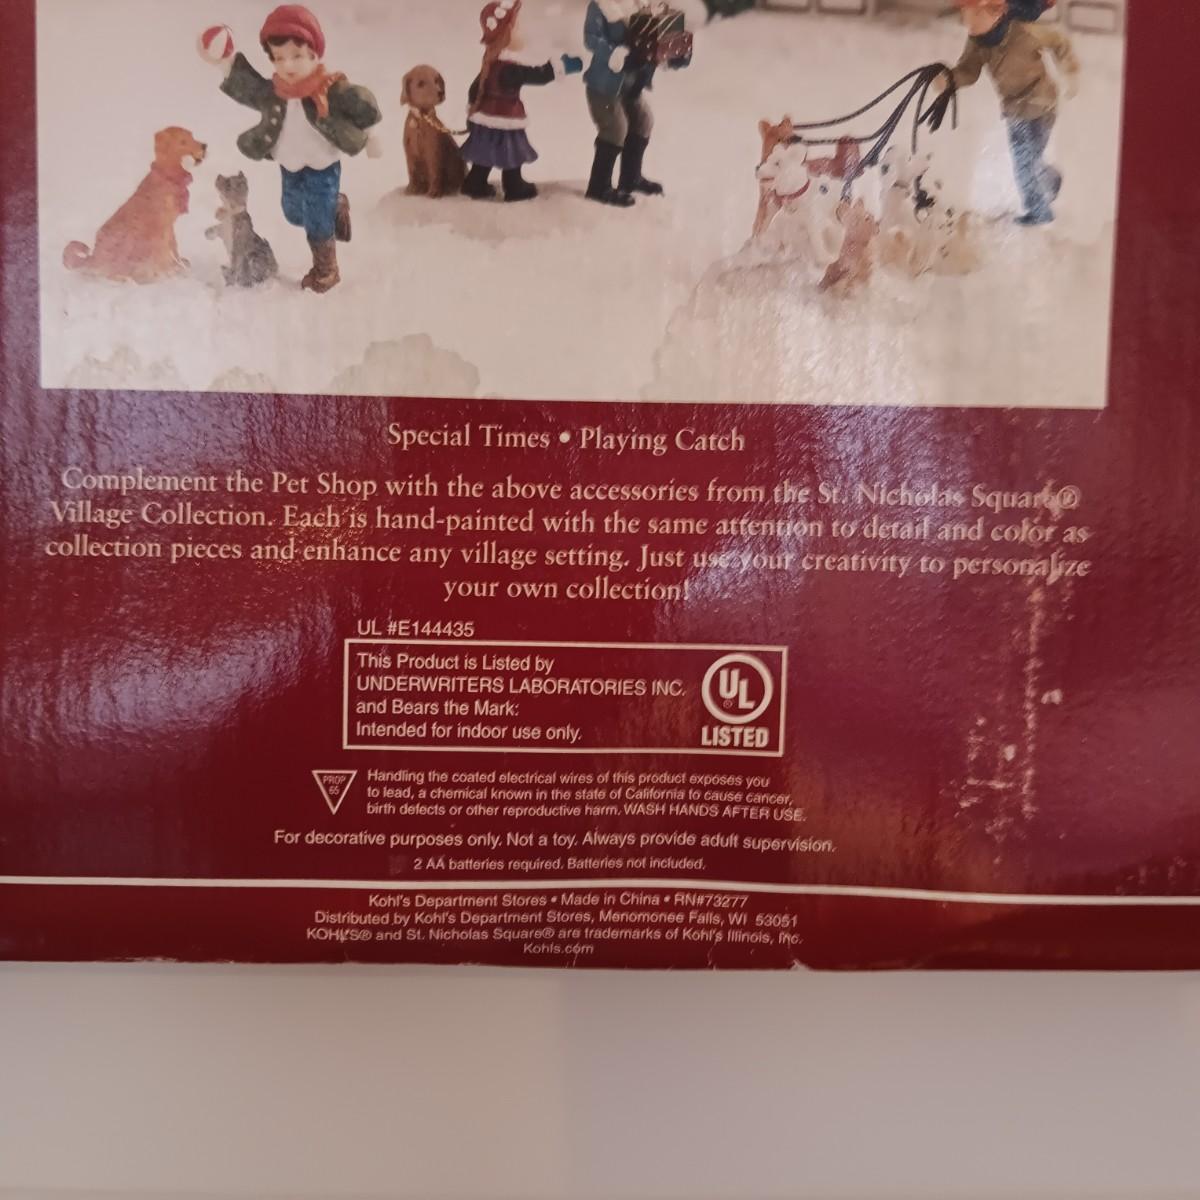 Special Times • Playing Catch
Complement the Pet Shop with the above accessories from the St. Nicholas Square®
Village Collection. Each is hand-painted with the same attention to detail and color as
collection pieces and enhance any village setting. Just use your creativity to personalize
your own collection!
UL #E144435
This Product is Listed by
UNDERWRITERS LABORATORIES INC.
and Bears the Mark:
Intended for indoor use only.
UL ®
LISTED
PROP
65
Handling the coated electrical wires of this product exposes you
to lead, a chemical known in the state of California to cause cancer,
birth defects or other reproductive harm. WASH HANDS AFTER USE.
For decorative purposes only. Not a toy. Always provide adult supervision.
2 AA batteries required. Batteries not included.
Kohl's Department Stores • Made in China • RN#73277
Distributed by Kohl's Department Stores, Menomonee Falls, WI 53051
KOHL'S® and St. Nicholas Square® are trademarks of Kohl's Illinois, Inc.
Kohls.com